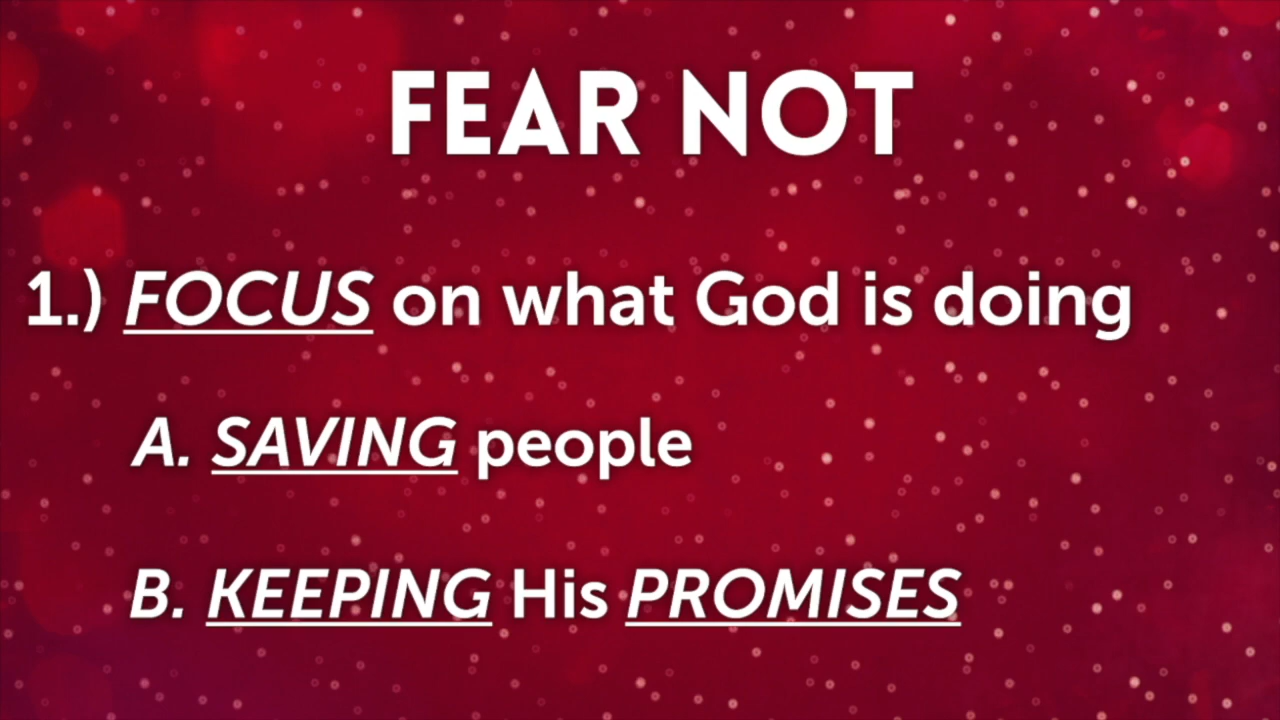 FEAR NOT
1.) FOCUS on what God is doing
A. SAVING people
B. KEEPING His PROMISES